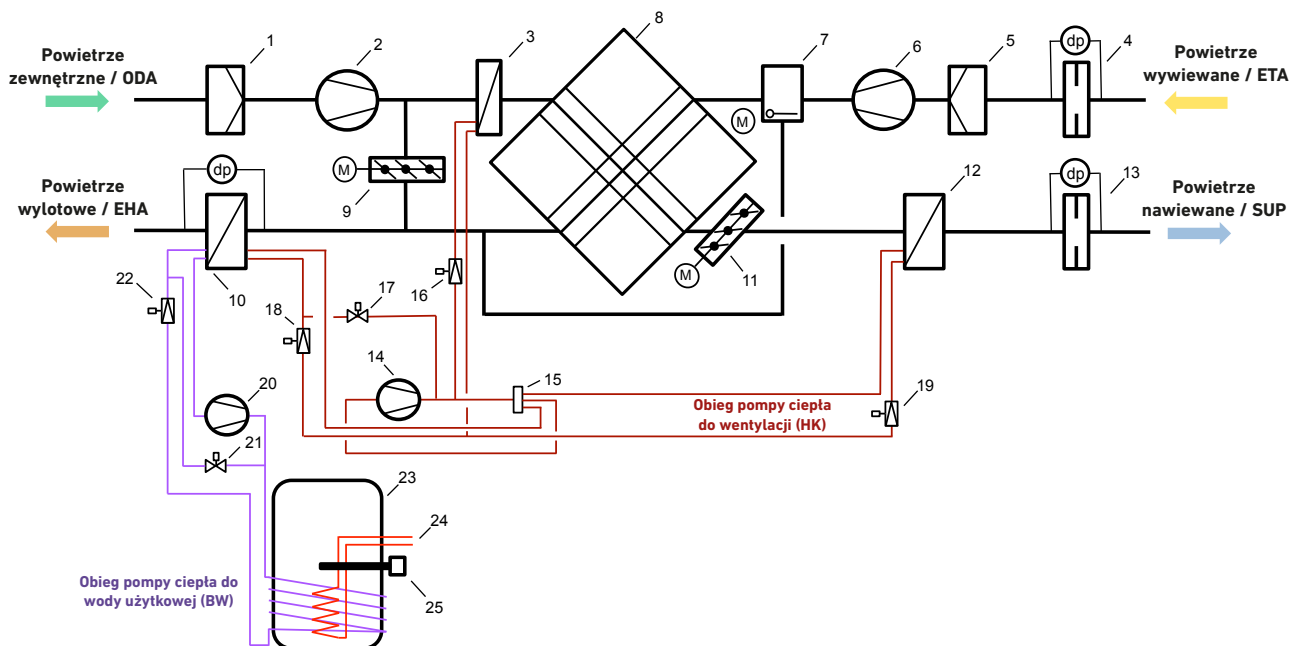 1
2
3
8
7
6
5
dp
4
Powietrze
zewnętrzne / ODA
Powietrze
wywiewane / ETA
M
dp
M
9
12
dp
13
Powietrze
wylotowe / EHA
Powietrze
nawiewane / SUP
M
11
22
10
16
17
18
14
15
19
Obieg pompy ciepła
do wentylacji (HK)
20
21
23
24
25
Obieg pompy ciepła do
wody użytkowej (BW)